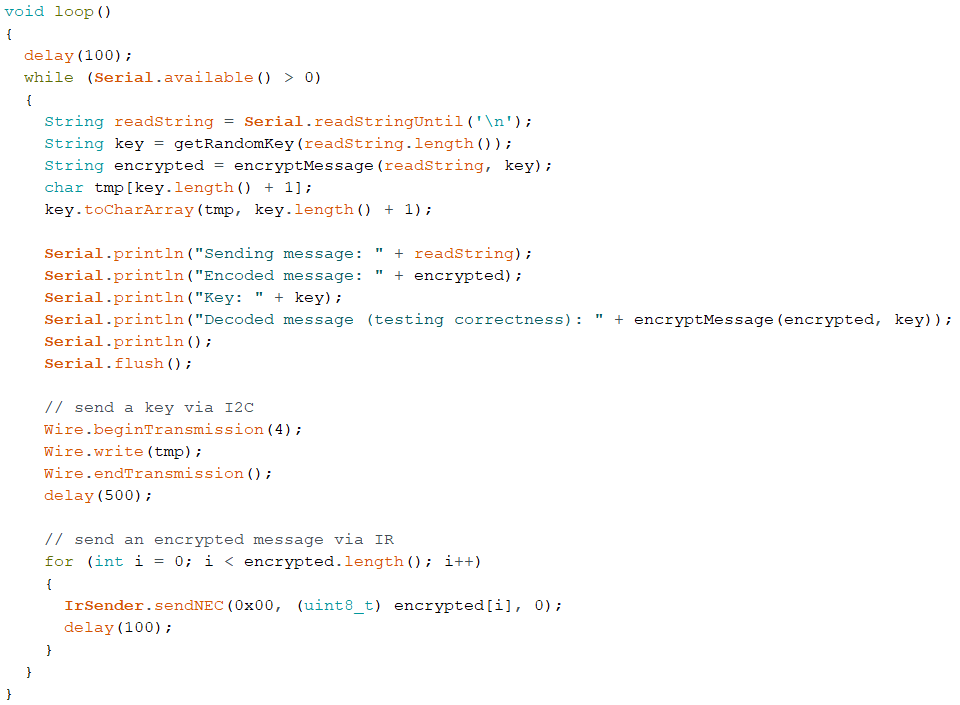 void loop()
{
  delay(100);
  while (Serial.available() > 0)
  {
    String readString = Serial.readStringUntil('\n');
    String key = getRandomKey(readString.length());
    String encrypted = encryptMessage(readString, key);
    char tmp[key.length() + 1];
    key.toCharArray(tmp, key.length() + 1);

    Serial.println("Sending message: " + readString);
    Serial.println("Encoded message: " + encrypted);
    Serial.println("Key: " + key);
    Serial.println("Decoded message (testing correctness): " + encryptMessage(encrypted, key));
    Serial.println();
    Serial.flush();

    // send a key via I2C
    Wire.beginTransmission(4);
    Wire.write(tmp);
    Wire.endTransmission();
    delay(500);

    // send an encrypted message via IR
    for (int i = 0; i < encrypted.length(); i++)
    {
      IrSender.sendNEC(0x00, (uint8_t) encrypted[i], 0);
      delay(100);
    }
  }
}